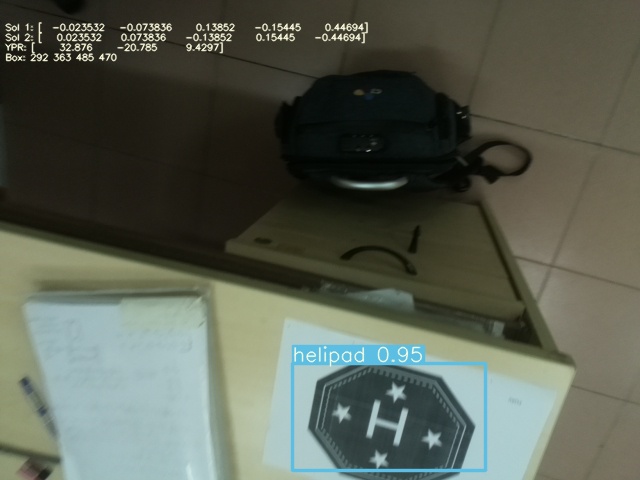 Sol 1: [ -0.023532 -0.073836 0.13852 -0.15445 0.44694]
Sol 2: [ 0.023532 0.073836 -0.13852 0.15445 -0.44694]
YPR: [ 32.876 -20.785 9.4297]
Box: 292 363 485 470
helipad 0.95
H